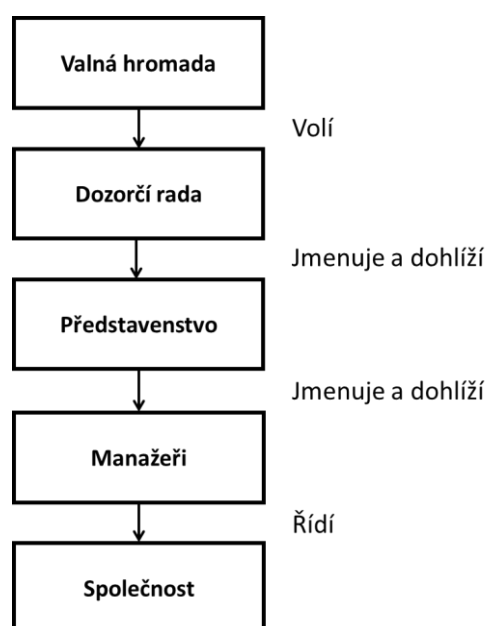 Valná hromada
Volí
Dozorčí rada
Jmenuje a dohlíží
Představenstvo
Jmenuje a dohlíží
Manažeři
Řídí
Společnost